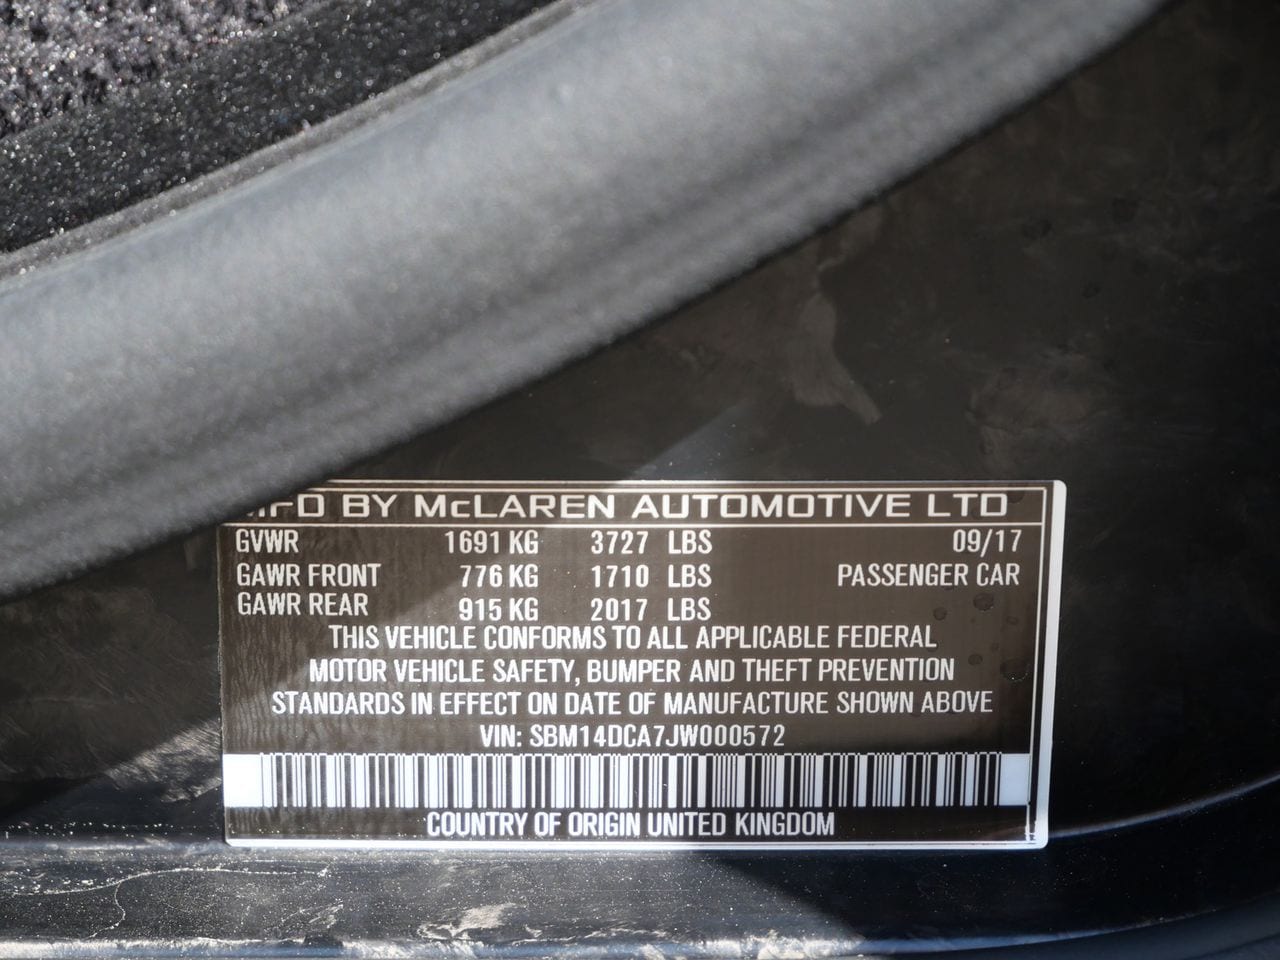 MFD BY McLAREN AUTOMOTIVE LTD
GVWR 1691 KG 3727 LBS 09/17
GAWR FRONT 776 KG 1710 LBS PASSENGER CAR
GAWR REAR 915 KG 2017 LBS
THIS VEHICLE CONFORMS TO ALL APPLICABLE FEDERAL
MOTOR VEHICLE SAFETY, BUMPER AND THEFT PREVENTION
STANDARDS IN EFFECT ON DATE OF MANUFACTURE SHOWN ABOVE
VIN: SBM14DCA7JW000572
COUNTRY OF ORIGIN UNITED KINGDOM